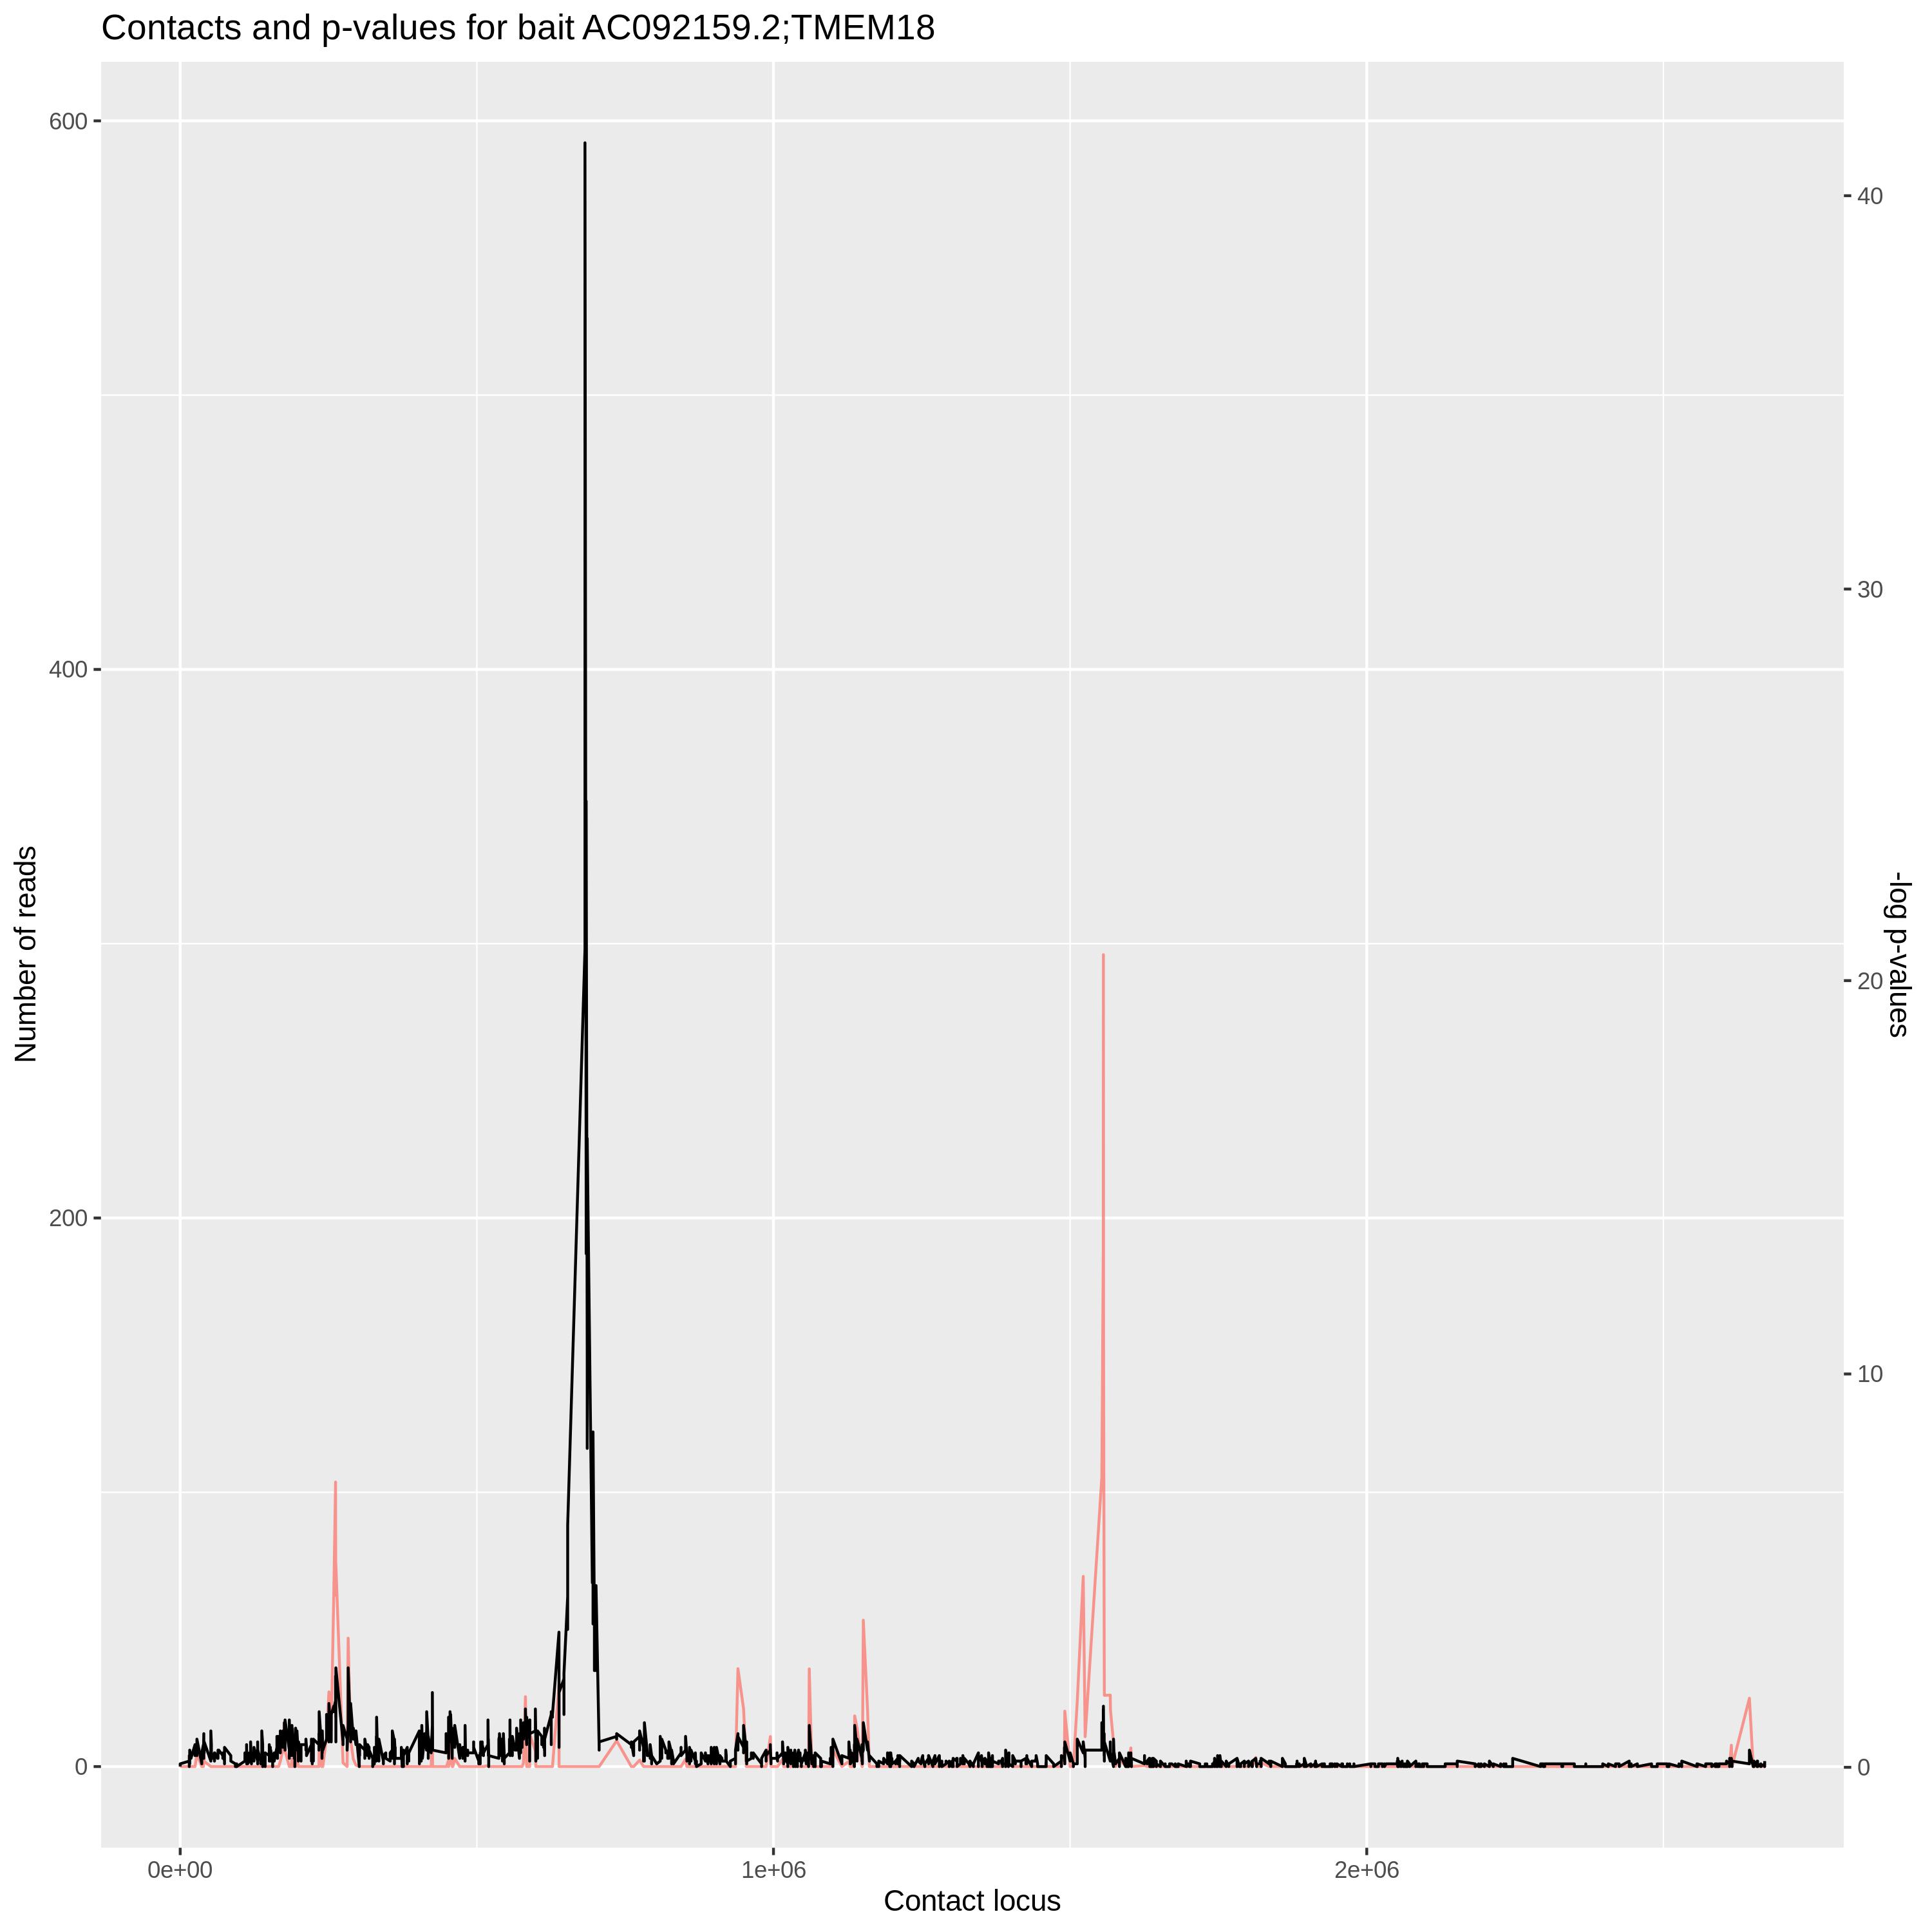 Contacts and p-values for bait AC092159.2;TMEM18
600
400
200
0
Number of reads
40
30
20
10
0
-log p-values
0e+00
1e+06
2e+06
Contact locus